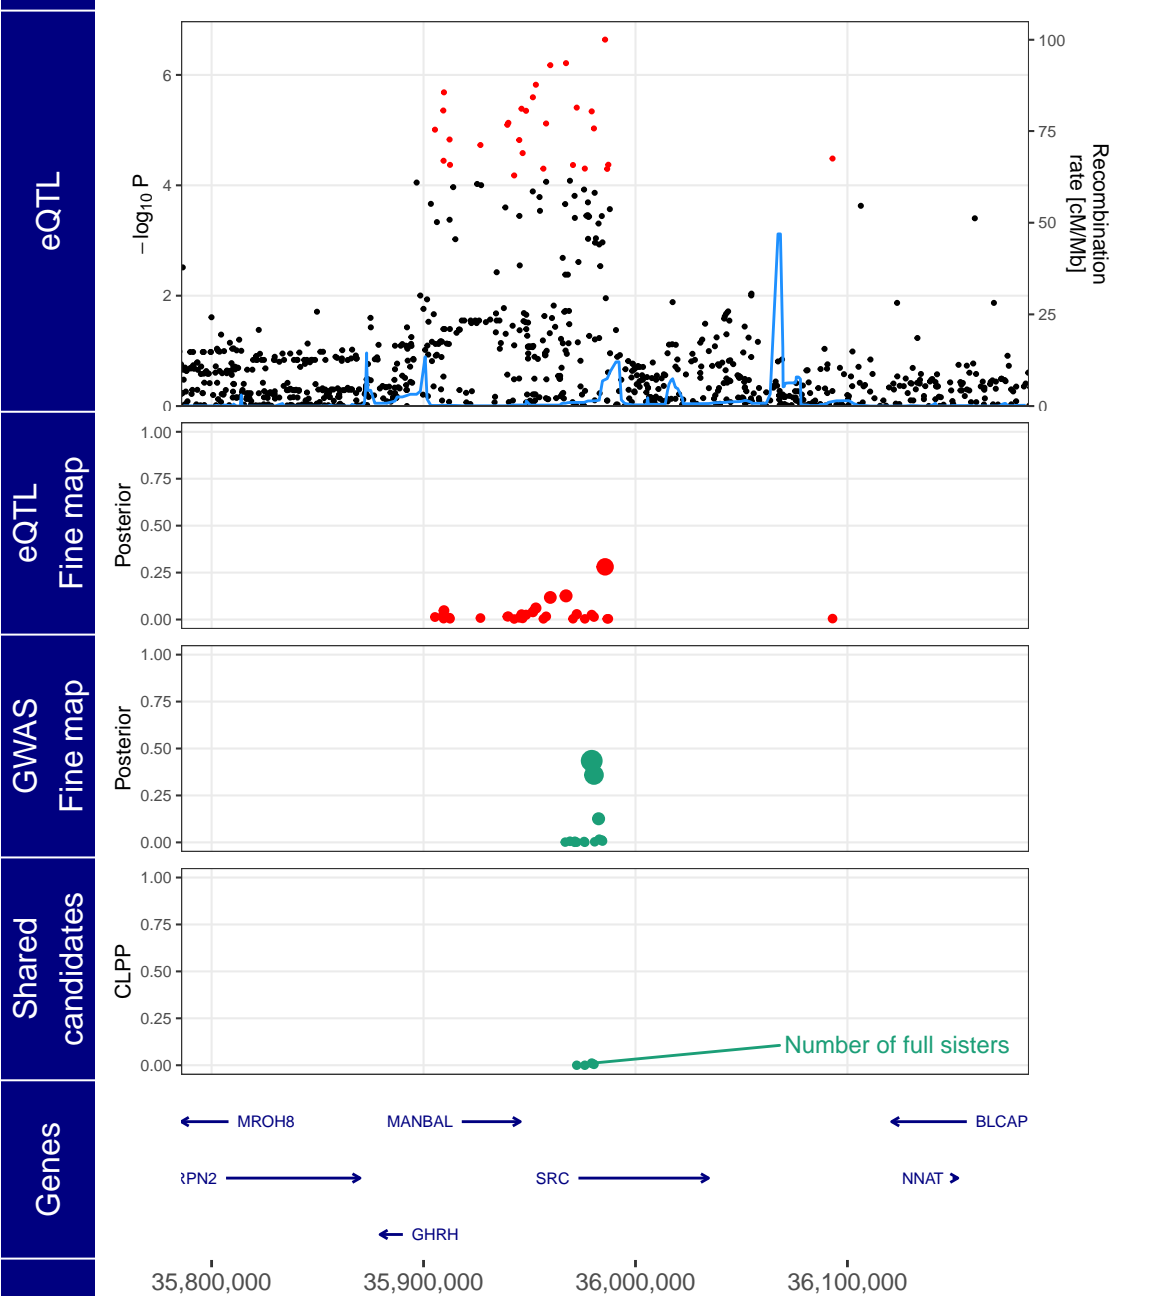 eQTL
−log10 P
6
4
2
0
100
75
50
25
0
Recombination
rate [cM/Mb]
eQTL
Fine map
Posterior
1.00
0.75
0.50
0.25
0.00
GWAS
Fine map
Posterior
1.00
0.75
0.50
0.25
0.00
Shared
candidates
CLPP
1.00
0.75
0.50
0.25
0.00
Number of full sisters
Genes
MROH8
MANBAL
BLCAP
RPN2
SRC
NNAT
GHRH
35,800,000
35,900,000
36,000,000
36,100,000